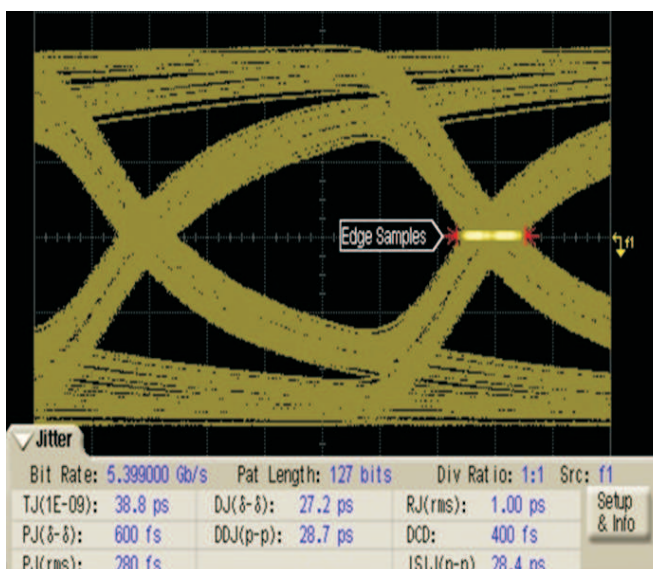 Edge Samples
f1
Jitter
Bit Rate: 5.399000 Gb/s Pat Length: 127 bits Div Ratio: 1:1 Src: f1
TJ(1E-09): 38.8 ps DJ(δ-δ): 27.2 ps RJ(rms): 1.00 ps Setup & Info
PJ(δ-δ): 600 fs DDJ(p-p): 28.7 ps DCD: 400 fs
PJ(rms): 280 fs ISIJ(p-p) 28.4 ps